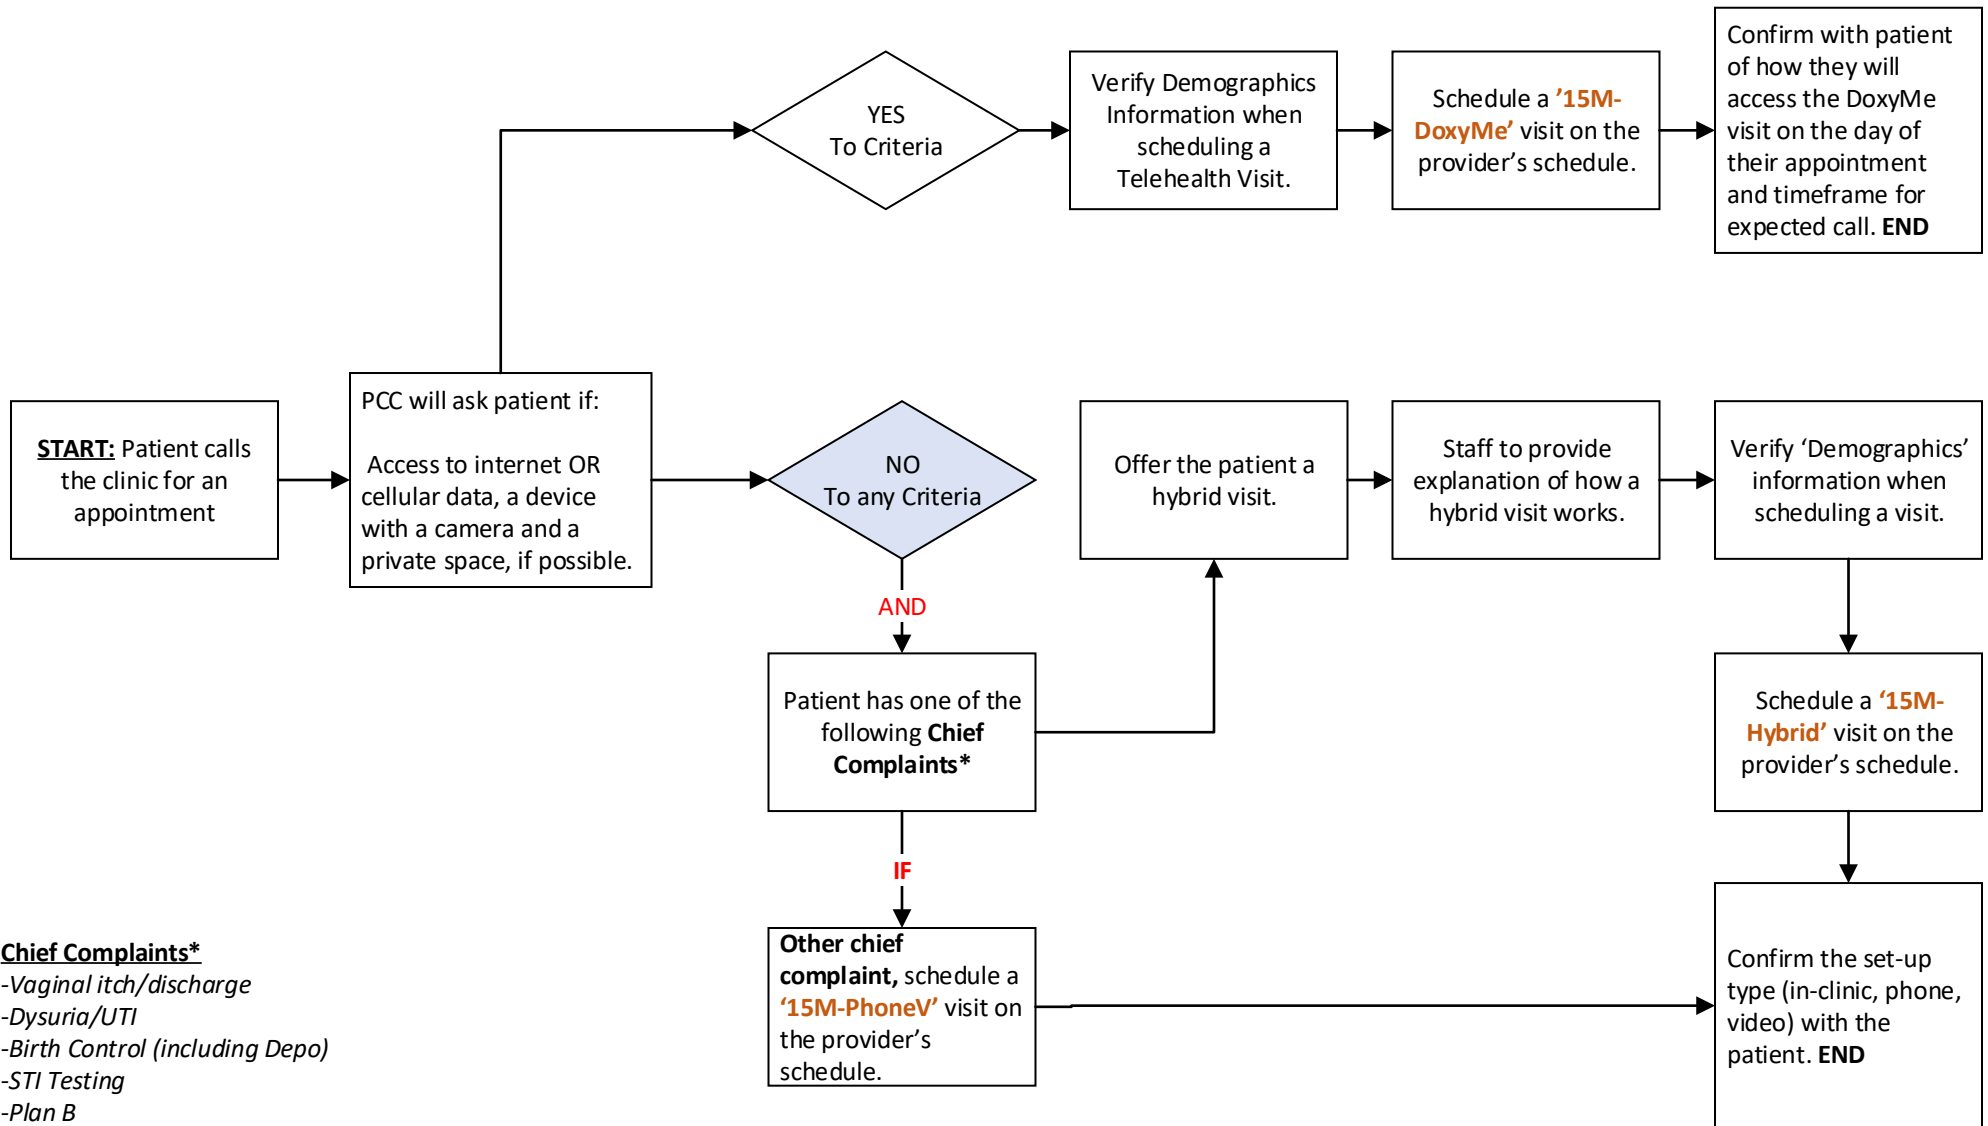 YES
To Criteria
Verify Demographics
Information when
scheduling a
Telehealth Visit.
Schedule a ’15M-
DoxyMe’ visit on the
provider’s schedule.
Confirm with patient
of how they will
access the DoxyMe
visit on the day of
their appointment
and timeframe for
expected call. END
START: Patient calls
the clinic for an
appointment
PCC will ask patient if:
Access to internet OR
cellular data, a device
with a camera and a
private space, if possible.
NO
To any Criteria
Offer the patient a
hybrid visit.
Staff to provide
explanation of how a
hybrid visit works.
Verify ‘Demographics’
information when
scheduling a visit.
AND
Patient has one of the
following Chief
Complaints*
Schedule a ‘15M-
Hybrid’ visit on the
provider’s schedule.
IF
Other chief
complaint, schedule a
‘15M-PhoneV’ visit on
the provider’s
schedule.
Confirm the set-up
type (in-clinic, phone,
video) with the
patient. END
Chief Complaints*
-Vaginal itch/discharge
-Dysuria/UTI
-Birth Control (including Depo)
-STI Testing
-Plan B